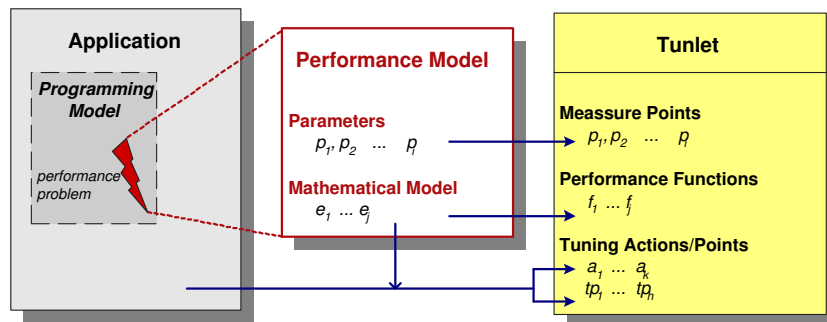 Application
Programming
Model
performance
problem
Performance Model
Parameters
p1, p2 ... pi
Mathematical Model
e1 ... ej
Tunlet
Meassure Points
p1, p2 ... pi
Performance Functions
f1 ... fj
Tuning Actions/Points
a1 ... ak
tp1 ... tpn